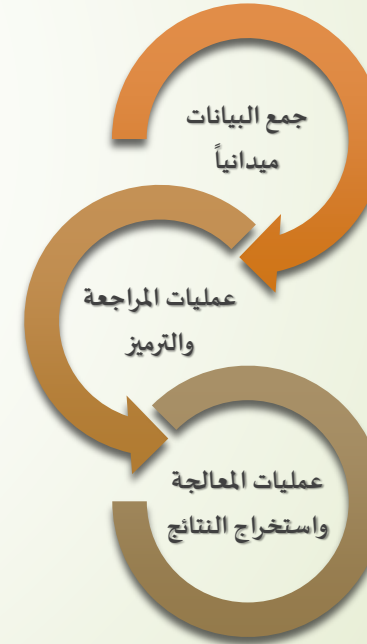 جمع البيانات
ميدانياً
عمليات المراجعة
والترميز
عمليات المعالجة
واستخراج النتائج